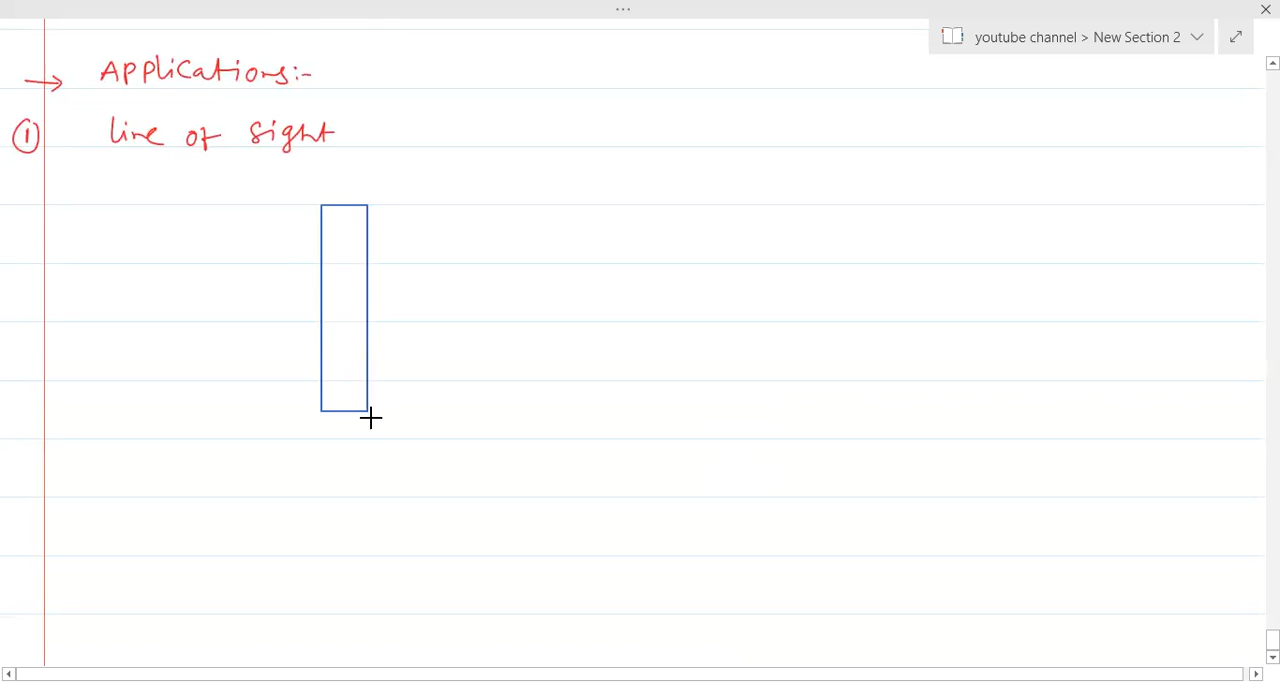 youtube channel > New Section 2
→ Applications:-
① line of sight